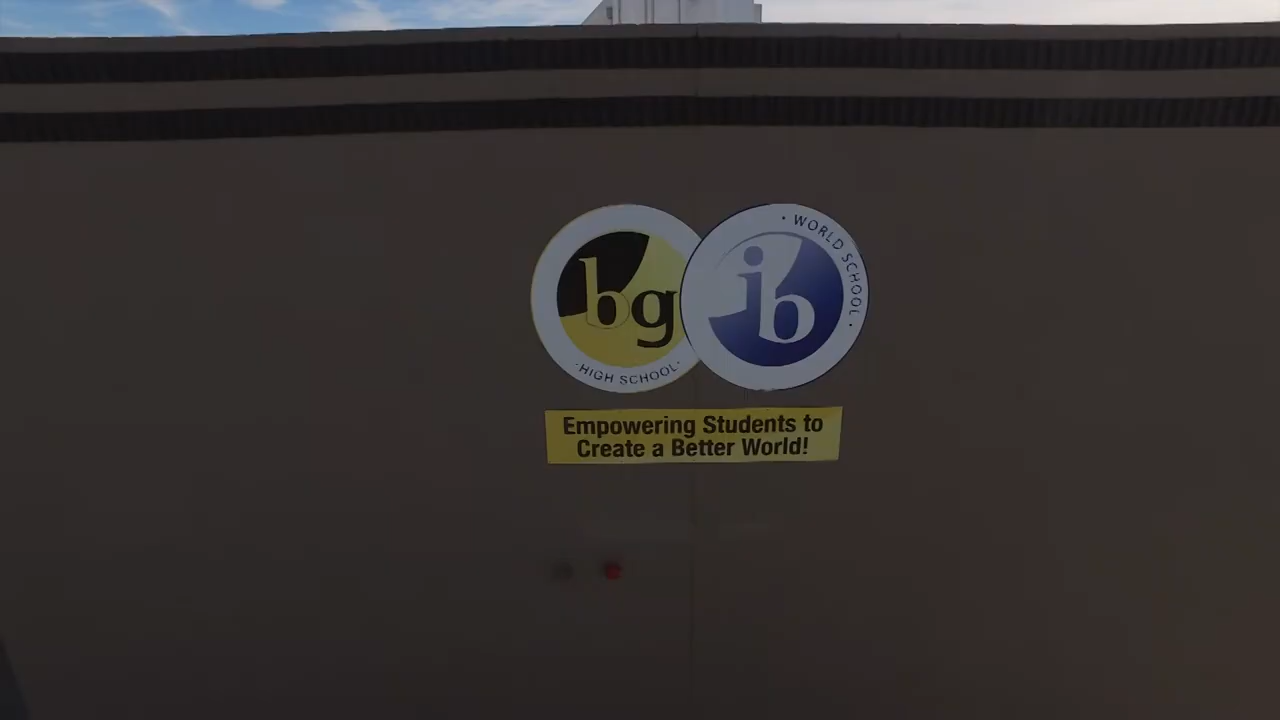 bg
· HIGH SCHOOL ·
ib
· WORLD SCHOOL ·
Empowering Students to
Create a Better World!